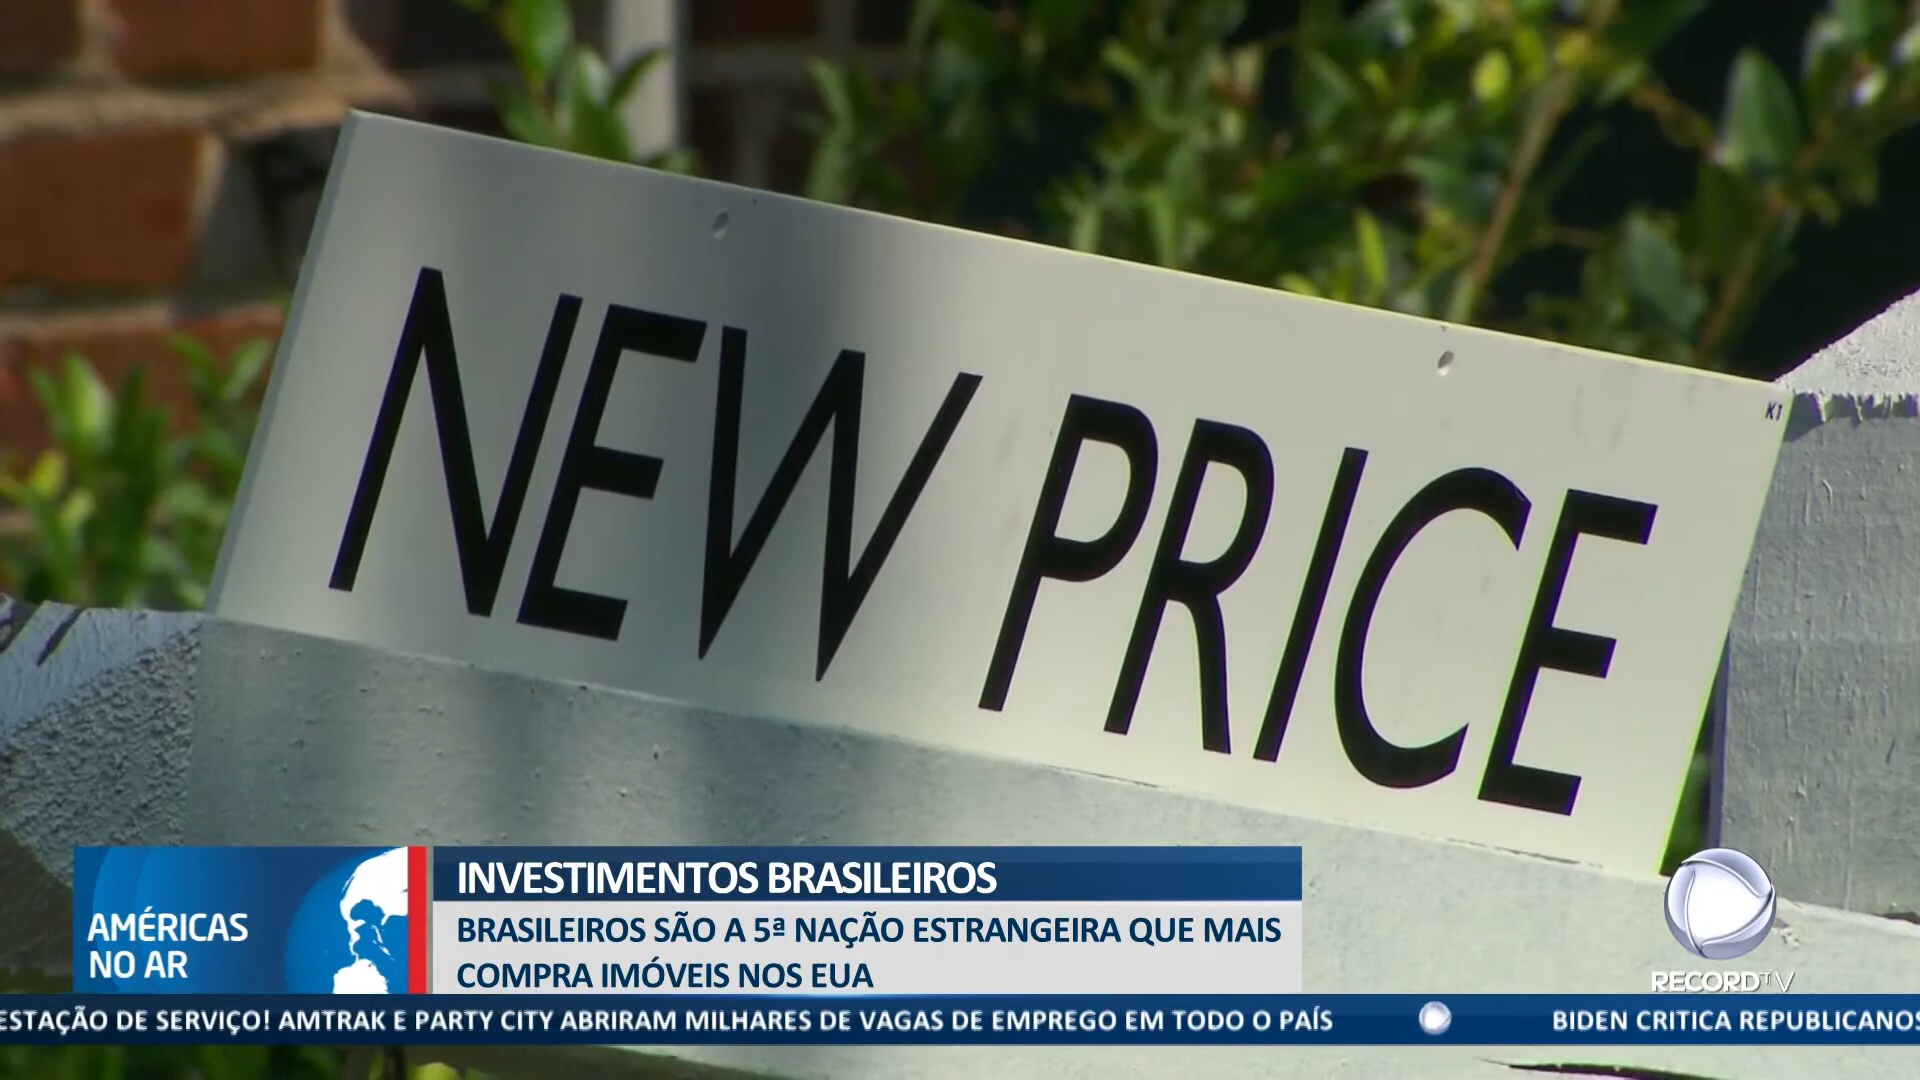 NEW PRICE
K1
INVESTIMENTOS BRASILEIROS
BRASILEIROS SÃO A 5ª NAÇÃO ESTRANGEIRA QUE MAIS
COMPRA IMÓVEIS NOS EUA
AMÉRICAS
NO AR
RECORDTV
ESTAÇÃO DE SERVIÇO! AMTRAK E PARTY CITY ABRIRAM MILHARES DE VAGAS DE EMPREGO EM TODO O PAÍS
BIDEN CRITICA REPUBLICANOS